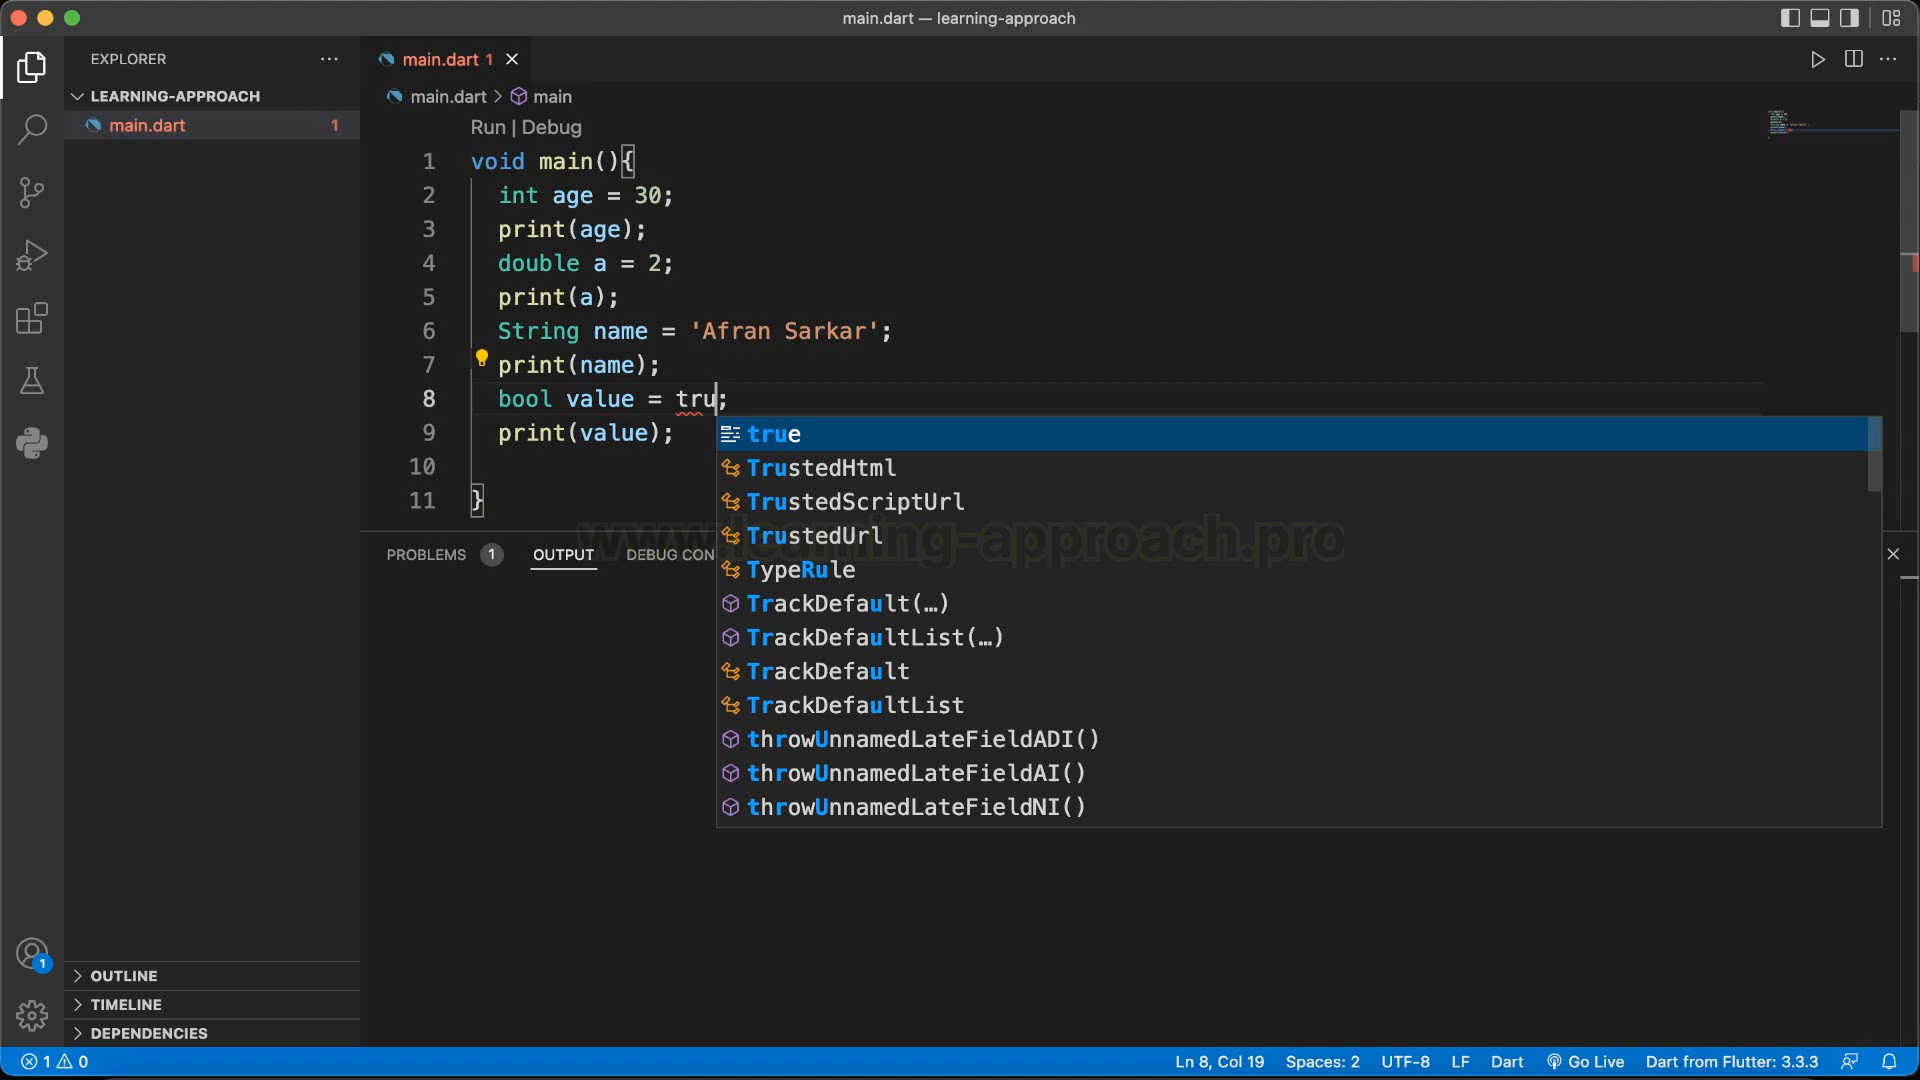 main.dart — learning-approach
EXPLORER
LEARNING-APPROACH
main.dart 1
main.dart 1
main.dart > main
Run | Debug
1 void main(){
2 int age = 30;
3 print(age);
4 double a = 2;
5 print(a);
6 String name = 'Afran Sarkar';
7 print(name);
8 bool value = tru;
9 print(value);
10
11 }
true
TrustedHtml
TrustedScriptUrl
TrustedUrl
TypeRule
TrackDefault(…)
TrackDefaultList(…)
TrackDefault
TrackDefaultList
throwUnnamedLateFieldADI()
throwUnnamedLateFieldAI()
throwUnnamedLateFieldNI()
www.learning-approach.pro
PROBLEMS 1 OUTPUT DEBUG CON
1
OUTLINE
TIMELINE
DEPENDENCIES
1 0 Ln 8, Col 19 Spaces: 2 UTF-8 LF Dart Go Live Dart from Flutter: 3.3.3